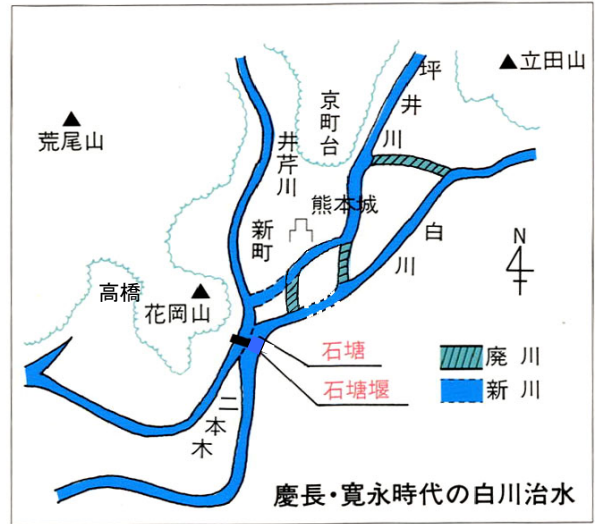 立田山
坪井川
京町台
荒尾山
井芹川
熊本城
新町
白川
N
高橋
花岡山
石塘
石塘堰
二本木
廃川
新川
慶長・寛永時代の白川治水